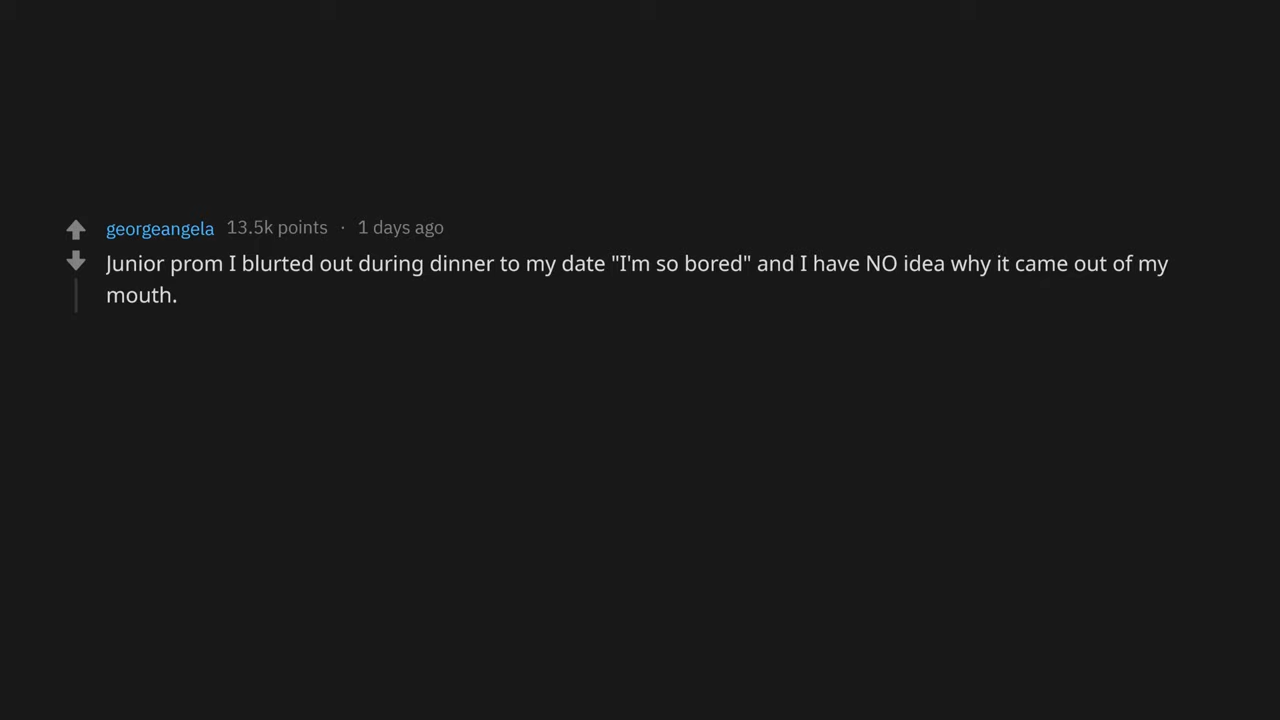 georgeangela 13.5k points · 1 days ago
Junior prom I blurted out during dinner to my date "I'm so bored" and I have NO idea why it came out of my
mouth.